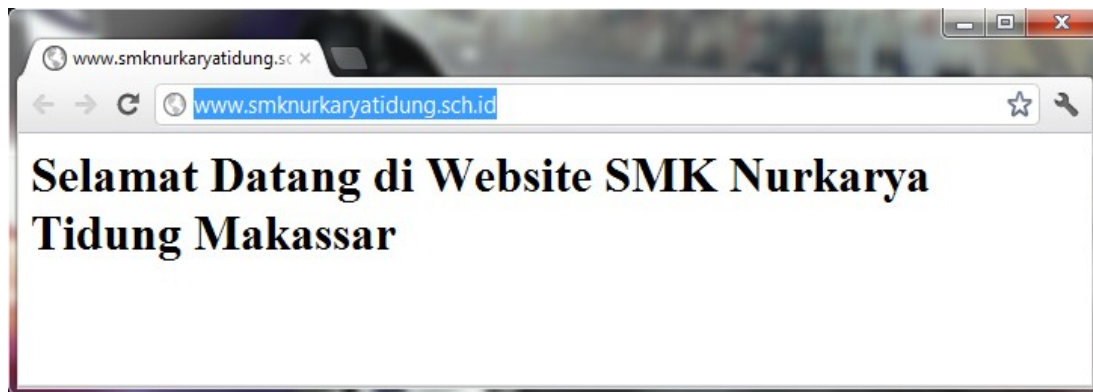 www.smknurkaryatidung.sc
www.smknurkaryatidung.sch.id
Selamat Datang di Website SMK Nurkarya
Tidung Makassar